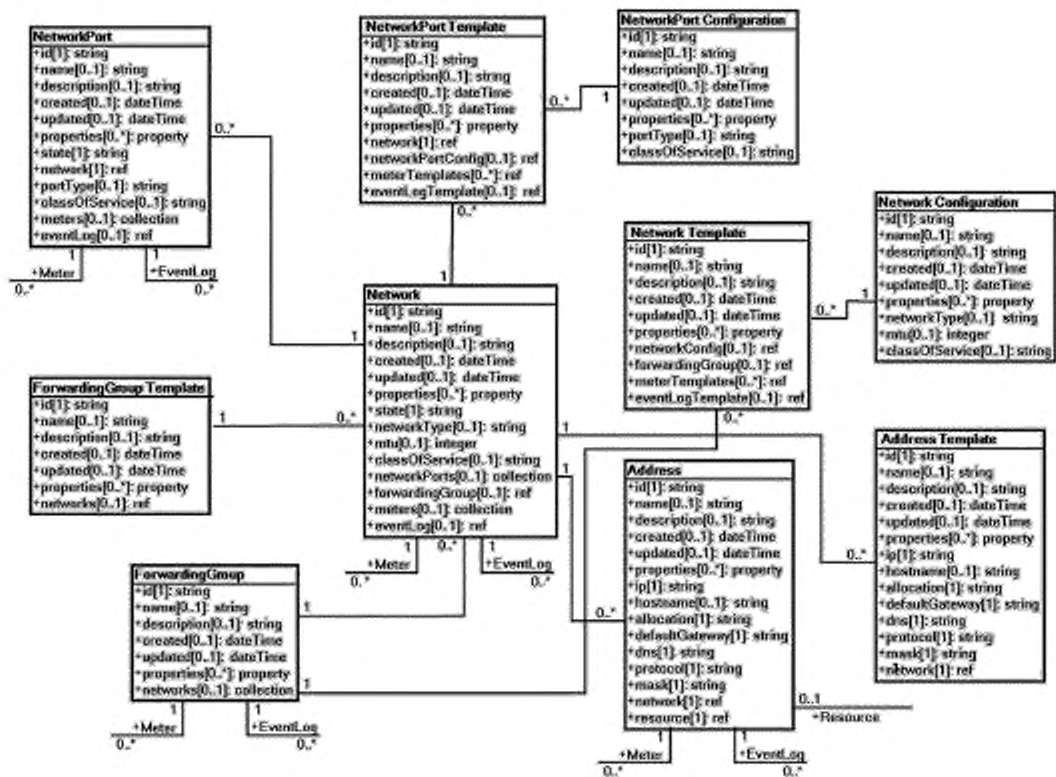 NetworkPort
+id[1]: string
+name[0..1]: string
+description[0..1]: string
+created[0..1]: dateTime
+updated[0..1]: dateTime
+properties[0..*]: property
+state[1]: string
+network[1]: ref
+portType[0..1]: string
+classOfService[0..1]: string
+meters[0..1]: collection
+eventLog[0..1]: ref
0..*
1
1
+Meter
+EventLog
0..*
0..*
NetworkPort Template
+id[1]: string
+name[0..1]: string
+description[0..1]: string
+created[0..1]: dateTime
+updated[0..1]: dateTime
+properties[0..*]: property
+network[1]: ref
+networkPortConfig[0..1]: ref
+meterTemplates[0..*]: ref
+eventLogTemplate[0..1]: ref
0..*
1
0..*
1
NetworkPort Configuration
+id[1]: string
+name[0..1]: string
+description[0..1]: string
+created[0..1]: dateTime
+updated[0..1]: dateTime
+properties[0..*]: property
+portType[0..1]: string
+classOfService[0..1]: string
Network Template
+id[1]: string
+name[0..1]: string
+description[0..1]: string
+created[0..1]: dateTime
+updated[0..1]: dateTime
+properties[0..*]: property
+networkConfig[0..1]: ref
+forwardingGroup[0..1]: ref
+meterTemplates[0..*]: ref
+eventLogTemplate[0..1]: ref
0..*
0..*
1
Network Configuration
+id[1]: string
+name[0..1]: string
+description[0..1]: string
+created[0..1]: dateTime
+updated[0..1]: dateTime
+properties[0..*]: property
+networkType[0..1]: string
+mtu[0..1]: integer
+classOfService[0..1]: string
Network
+id[1]: string
+name[0..1]: string
+description[0..1]: string
+created[0..1]: dateTime
+updated[0..1]: dateTime
+properties[0..*]: property
+state[1]: string
+networkType[0..1]: string
+mtu[0..1]: integer
+classOfService[0..1]: string
+networkPorts[0..1]: collection
+forwardingGroup[0..1]: ref
+meters[0..1]: collection
+eventLog[0..1]: ref
1
0..*
1
1
1
0..*
1
+Meter
+EventLog
0..*
0..*
ForwardingGroup Template
+id[1]: string
+name[0..1]: string
+description[0..1]: string
+created[0..1]: dateTime
+updated[0..1]: dateTime
+properties[0..*]: property
+networks[0..1]: ref
1
ForwardingGroup
+id[1]: string
+name[0..1]: string
+description[0..1]: string
+created[0..1]: dateTime
+updated[0..1]: dateTime
+properties[0..*]: property
+networks[0..1]: collection
1
1
1
1
+Meter
+EventLog
0..*
0..*
Address
+id[1]: string
+name[0..1]: string
+description[0..1]: string
+created[0..1]: dateTime
+updated[0..1]: dateTime
+properties[0..*]: property
+ip[1]: string
+hostname[0..1]: string
+allocation[1]: string
+defaultGateway[1]: string
+dns[1]: string
+protocol[1]: string
+mask[1]: string
+network[1]: ref
+resource[1]: ref
0..*
0..1
+Resource
1
1
+Meter
+EventLog
0..*
0..*
Address Template
+id[1]: string
+name[0..1]: string
+description[0..1]: string
+created[0..1]: dateTime
+updated[0..1]: dateTime
+properties[0..*]: property
+ip[1]: string
+hostname[0..1]: string
+allocation[1]: string
+defaultGateway[1]: string
+dns[1]: string
+protocol[1]: string
+mask[1]: string
+network[1]: ref
0..*